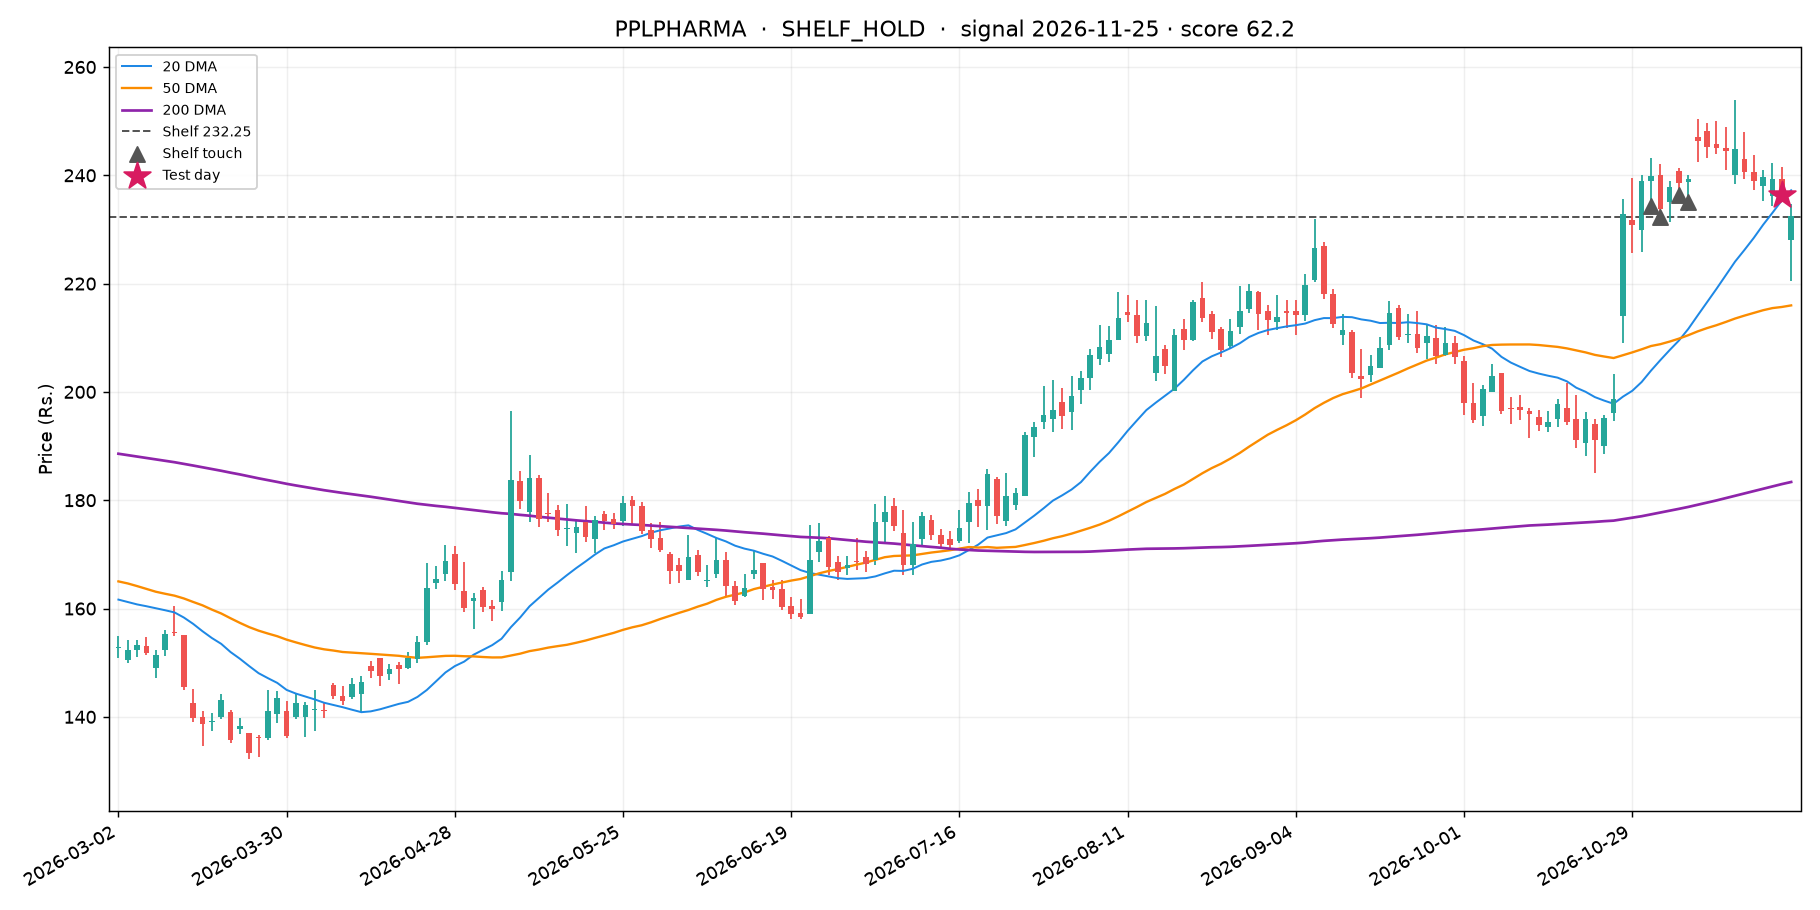 PPLPHARMA · SHELF_HOLD · signal 2026-11-25 · score 62.2
20 DMA
50 DMA
200 DMA
Shelf 232.25
Shelf touch
Test day
Price (Rs.)
260
240
220
200
180
160
140
2026-03-02
2026-03-30
2026-04-28
2026-05-25
2026-06-19
2026-07-16
2026-08-11
2026-09-04
2026-10-01
2026-10-29